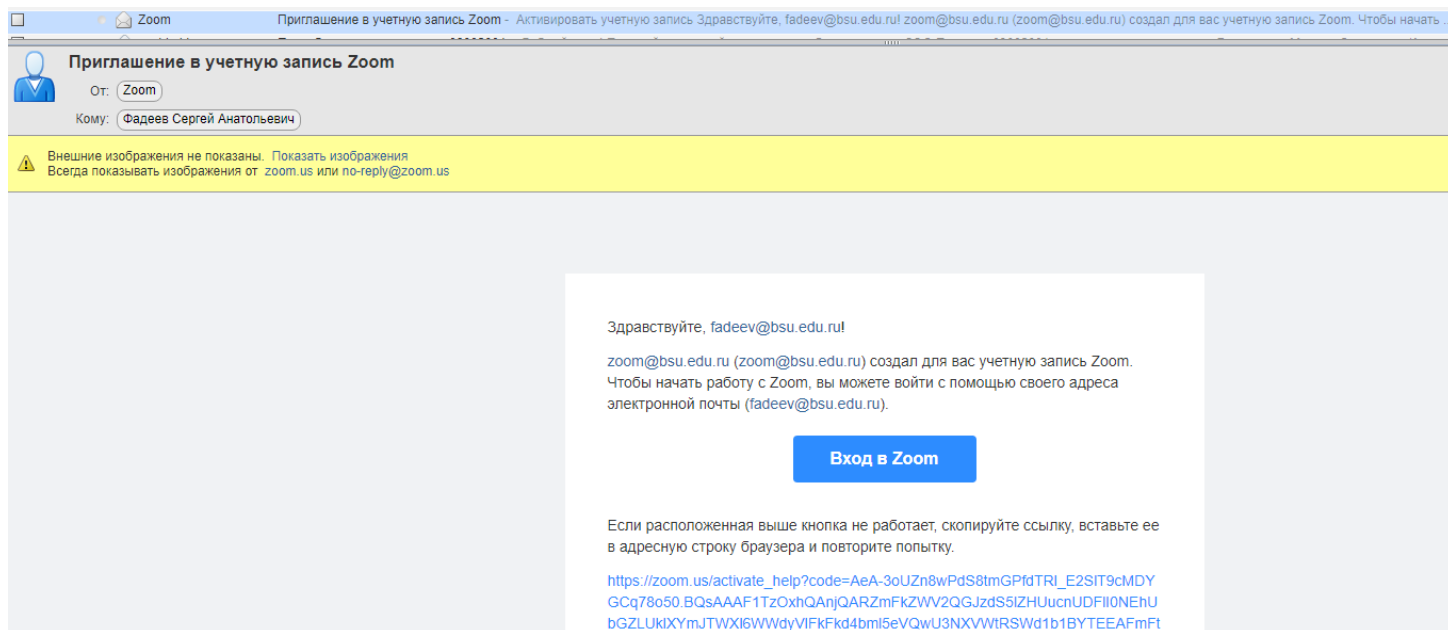 Zoom Приглашение в учетную запись Zoom - Активировать учетную запись Здравствуйте, fadeev@bsu.edu.ru! zoom@bsu.edu.ru (zoom@bsu.edu.ru) создал для вас учетную запись Zoom. Чтобы начать ...
Приглашение в учетную запись Zoom
От: Zoom
Кому: Фадеев Сергей Анатольевич
Внешние изображения не показаны. Показать изображения
Всегда показывать изображения от zoom.us или no-reply@zoom.us
Здравствуйте, fadeev@bsu.edu.ru!
zoom@bsu.edu.ru (zoom@bsu.edu.ru) создал для вас учетную запись Zoom.
Чтобы начать работу с Zoom, вы можете войти с помощью своего адреса
электронной почты (fadeev@bsu.edu.ru).
Вход в Zoom
Если расположенная выше кнопка не работает, скопируйте ссылку, вставьте ее
в адресную строку браузера и повторите попытку.
https://zoom.us/activate_help?code=AeA-3oUZn8wPdS8tmGPfdTRI_E2SIT9cMDY
GCq78o50.BQsAAAF1TzOxhQAnjQARZmFkZWV2QGJzdS5lZHUucnUDFlI0NEhU
bGZLUklXYmJTWXl6WWdyVlFkFkd4bml5eVQwU3NXVWtRSWd1b1BYTEEAFmFt